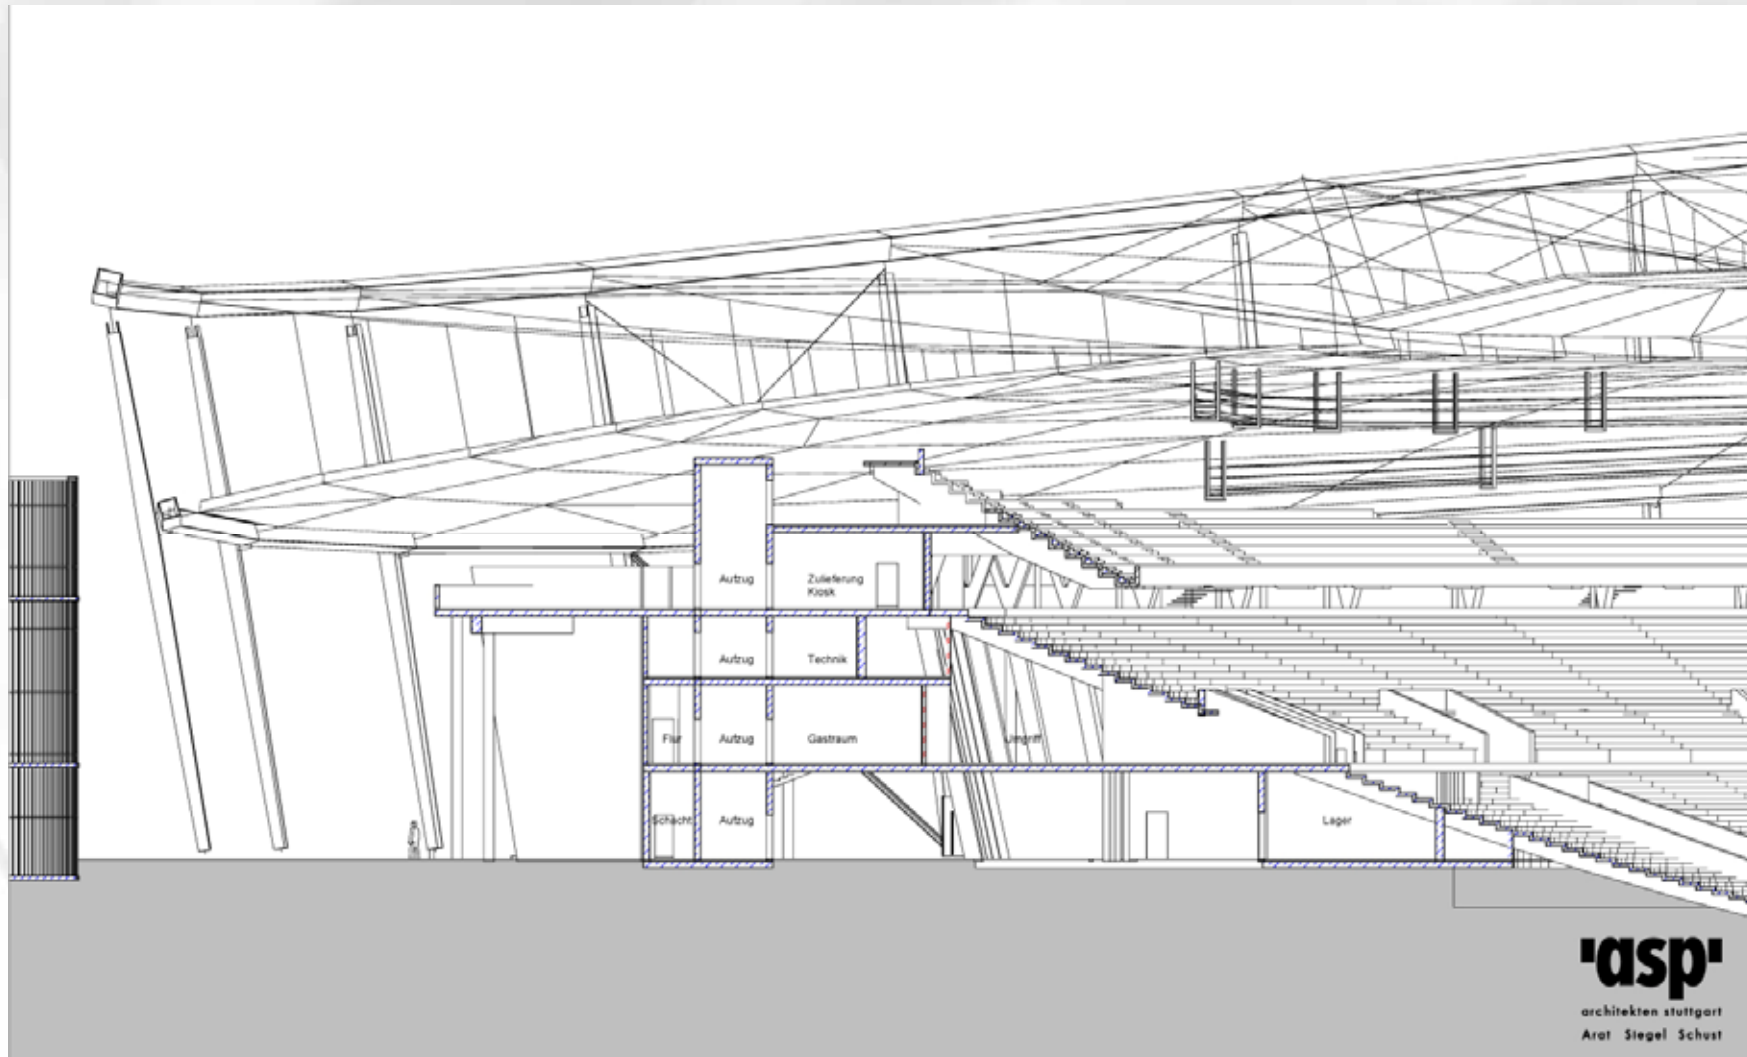 Aufzug
Zulieferung
Kiosk
Aufzug
Technik
Flur
Aufzug
Gastraum
Umgriff
Schacht
Aufzug
Lager
'asp'
architekten stuttgart
Arat Siegel Schust